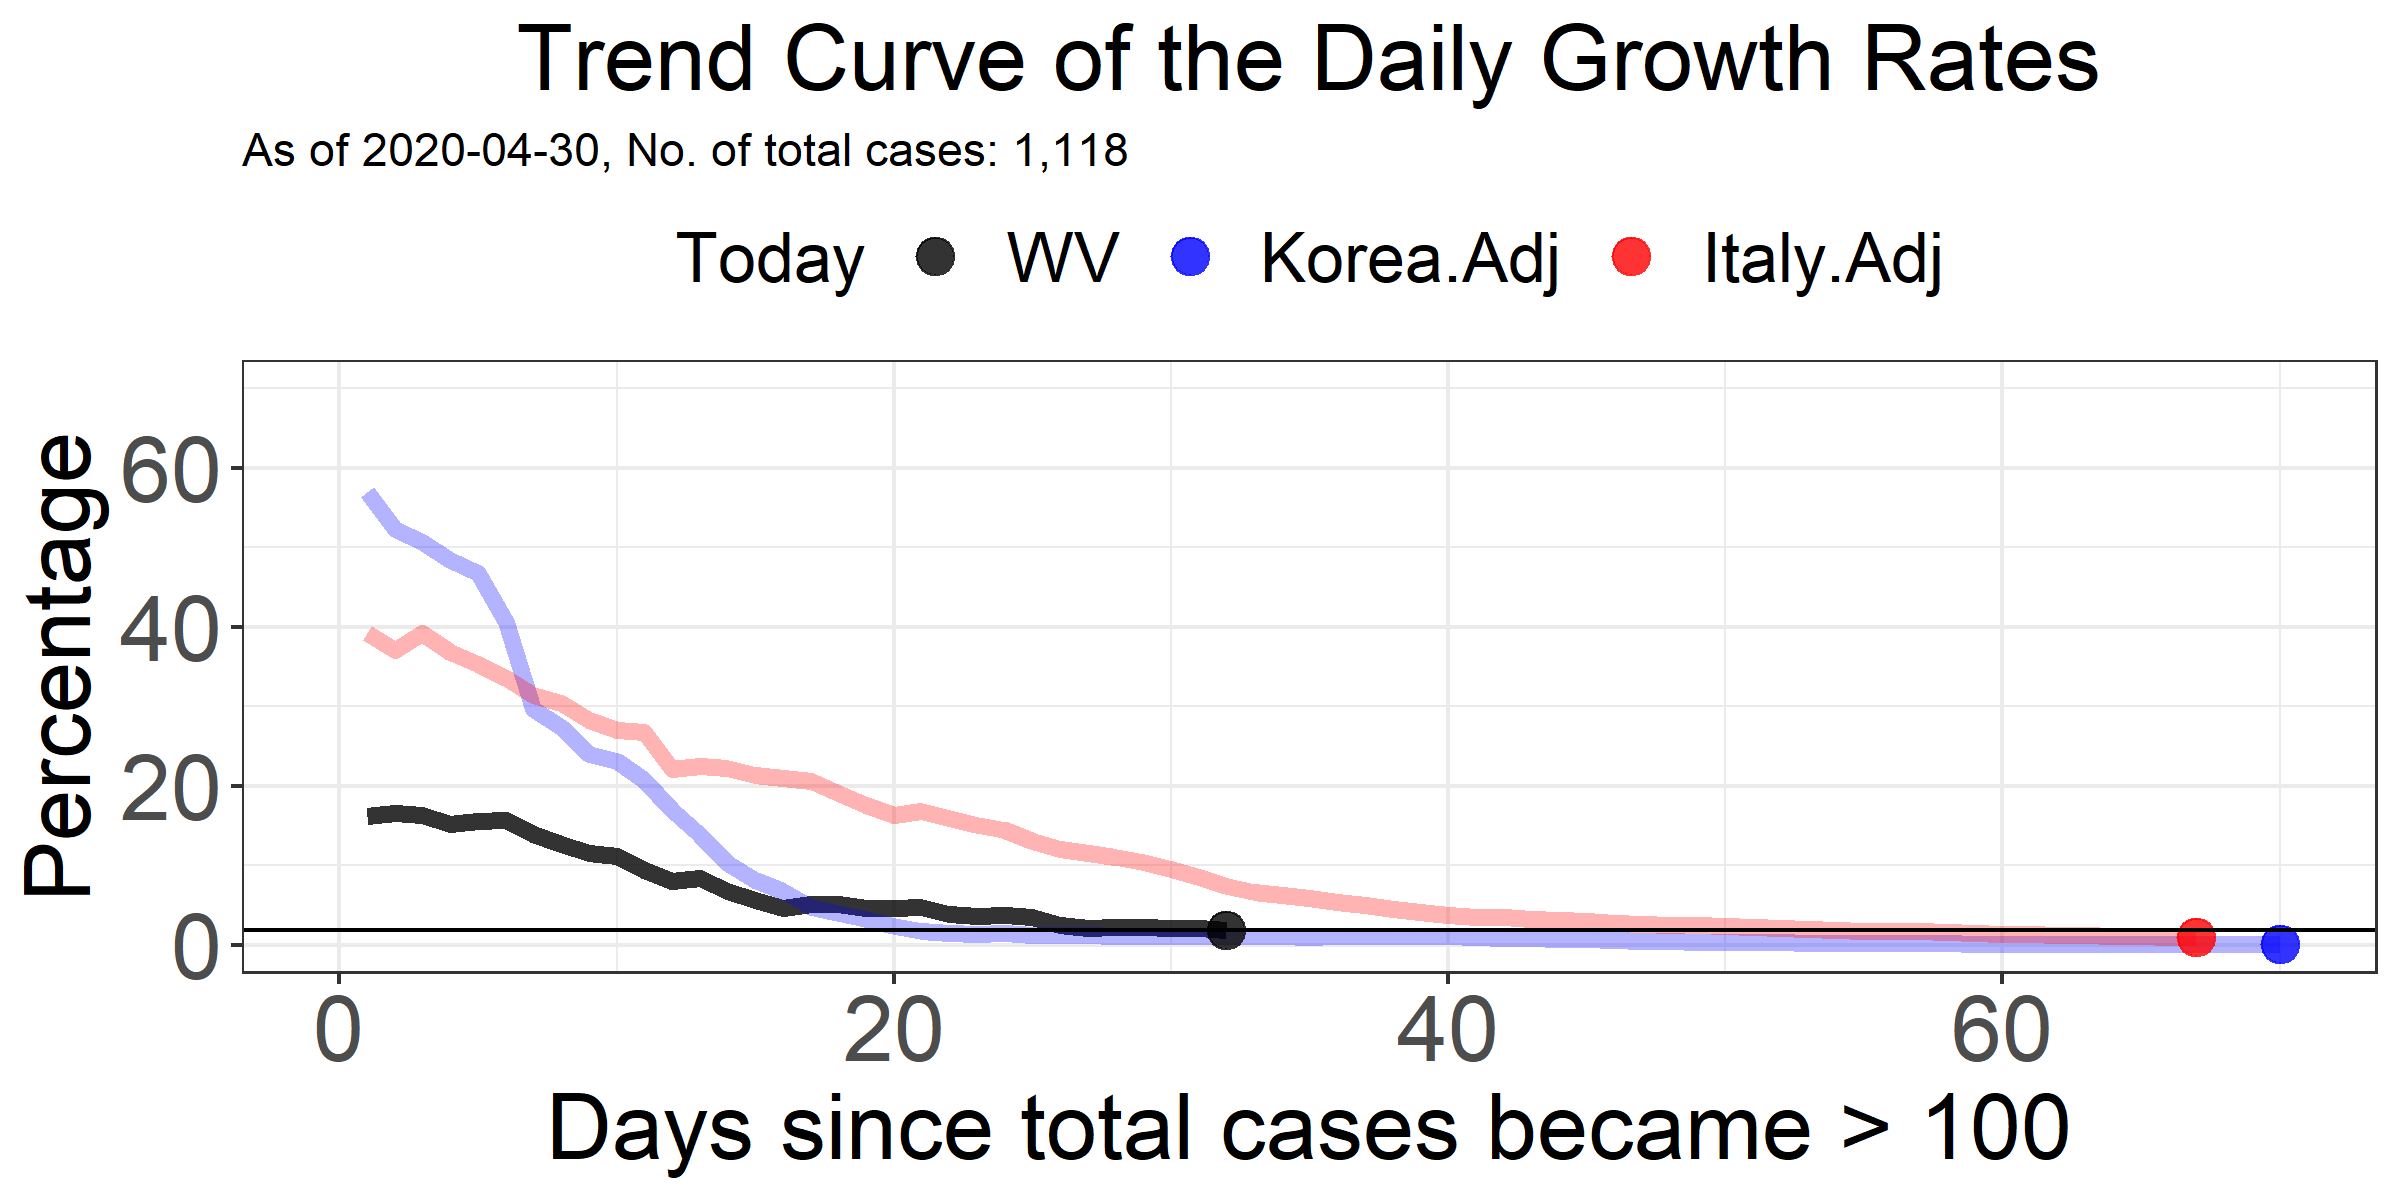 Trend Curve of the Daily Growth Rates
As of 2020-04-30, No. of total cases: 1,118
Today WV Korea.Adj Italy.Adj
Percentage
60
40
20
0
0 20 40 60
Days since total cases became > 100